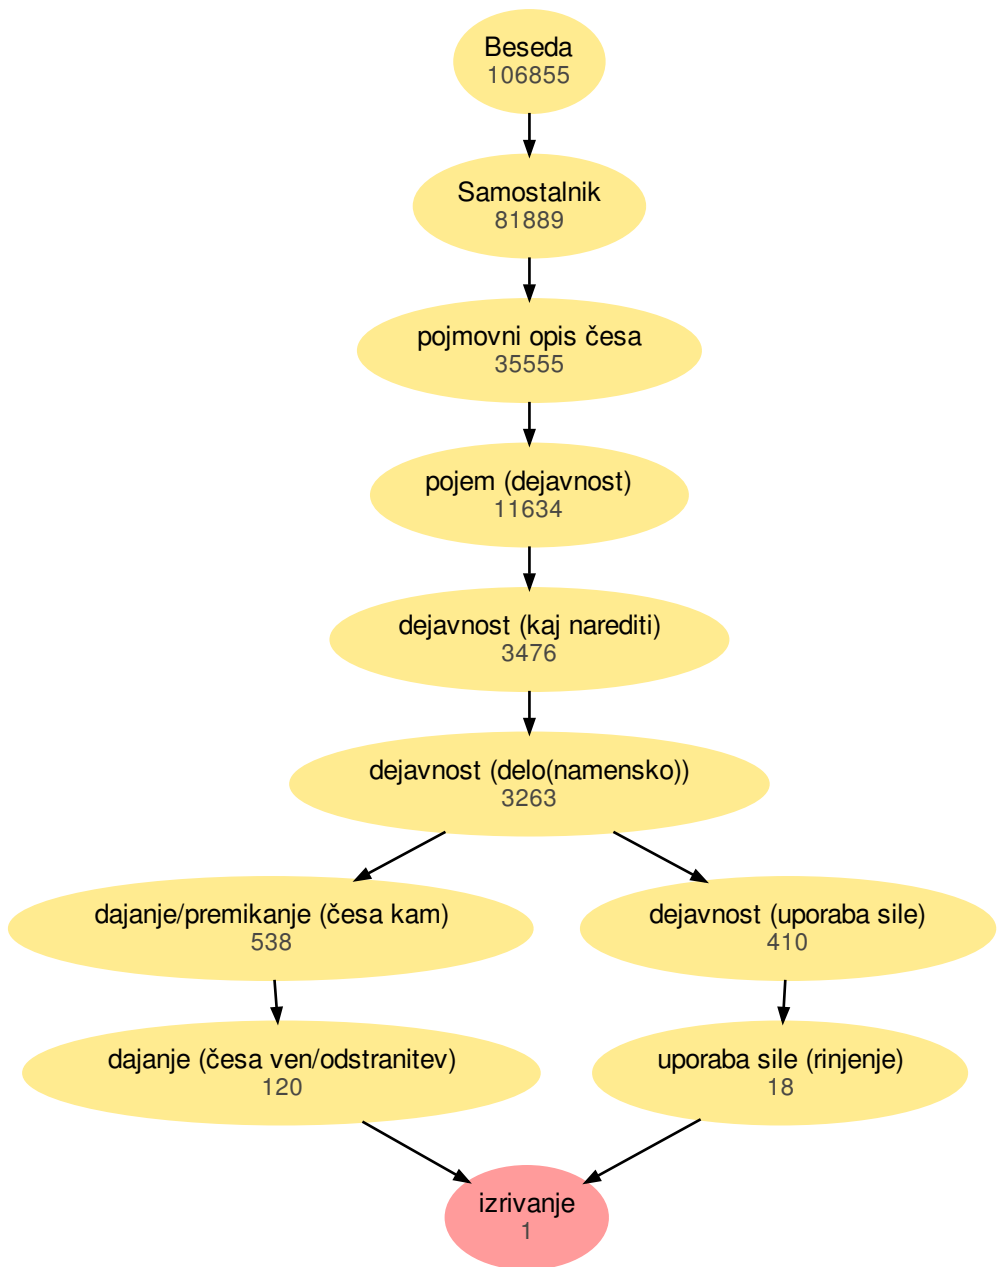 Beseda
106855
Samostalnik
81889
pojmovni opis česa
35555
pojem (dejavnost)
11634
dejavnost (kaj narediti)
3476
dejavnost (delo(namensko))
3263
dajanje/premikanje (česa kam)
538
dejavnost (uporaba sile)
410
dajanje (česa ven/odstranitev)
120
uporaba sile (rinjenje)
18
izrivanje
1